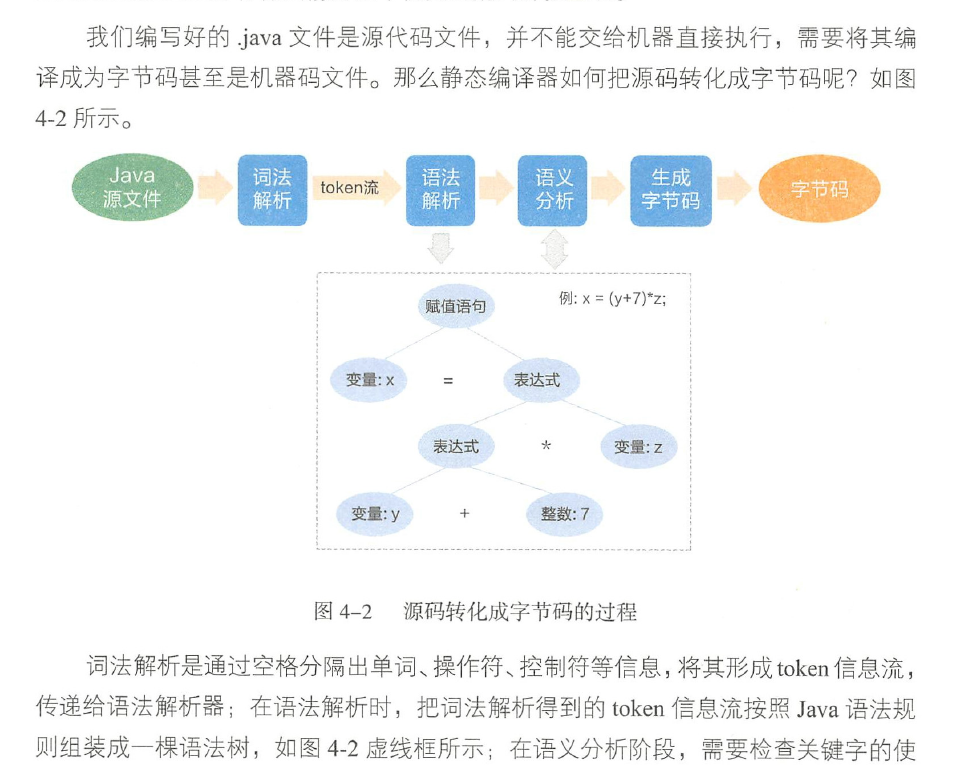 我们编写好的 .java 文件是源代码文件，并不能交给机器直接执行，需要将其编
译成为字节码甚至是机器码文件。那么静态编译器如何把源码转化成字节码呢？如图
4-2 所示。
Java
源文件
词法
解析
token流
语法
解析
语义
分析
生成
字节码
字节码
例: x = (y+7)*z;
赋值语句
变量: x
=
表达式
表达式
*
变量: z
变量: y
+
整数: 7
图 4–2 源码转化成字节码的过程
词法解析是通过空格分隔出单词、操作符、控制符等信息，将其形成 token 信息流，
传递给语法解析器；在语法解析时，把词法解析得到的 token 信息流按照 Java 语法规
则组装成一棵语法树，如图 4-2 虚线框所示；在语义分析阶段，需要检查关键字的使